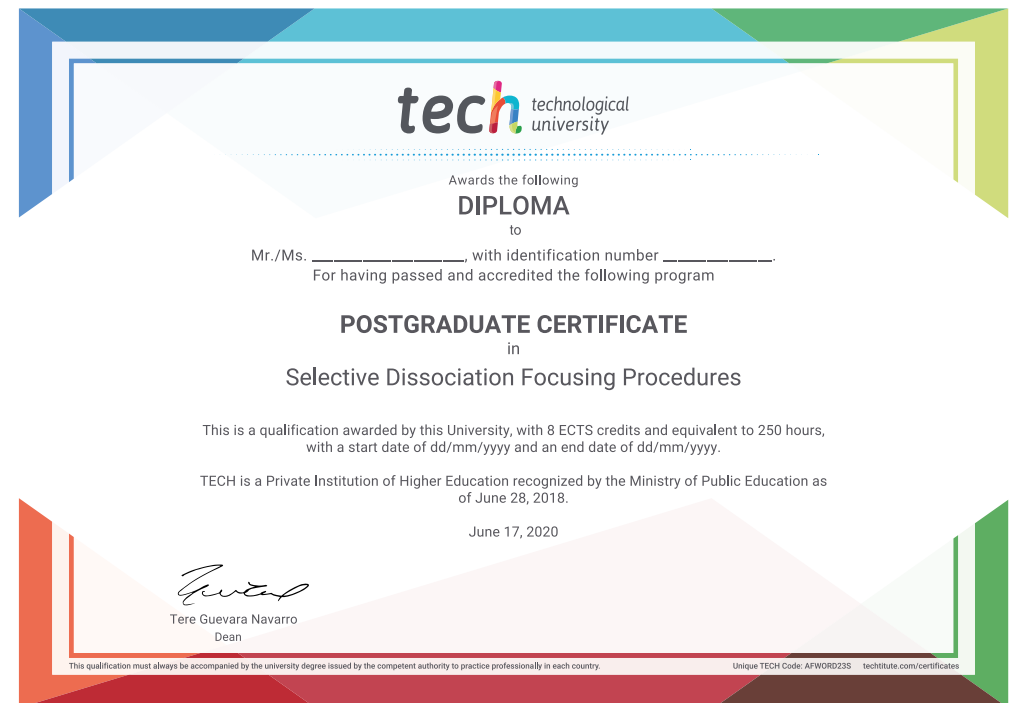 tech technological
university
Awards the following
DIPLOMA
to
Mr./Ms. ____________________, with identification number ______________.
For having passed and accredited the following program
POSTGRADUATE CERTIFICATE
in
Selective Dissociation Focusing Procedures
This is a qualification awarded by this University, with 8 ECTS credits and equivalent to 250 hours,
with a start date of dd/mm/yyyy and an end date of dd/mm/yyyy.
TECH is a Private Institution of Higher Education recognized by the Ministry of Public Education as
of June 28, 2018.
June 17, 2020
Tere Guevara Navarro
Dean
This qualification must always be accompanied by the university degree issued by the competent authority to practice professionally in each country. Unique TECH Code: AFWORD23S techtitute.com/certificates